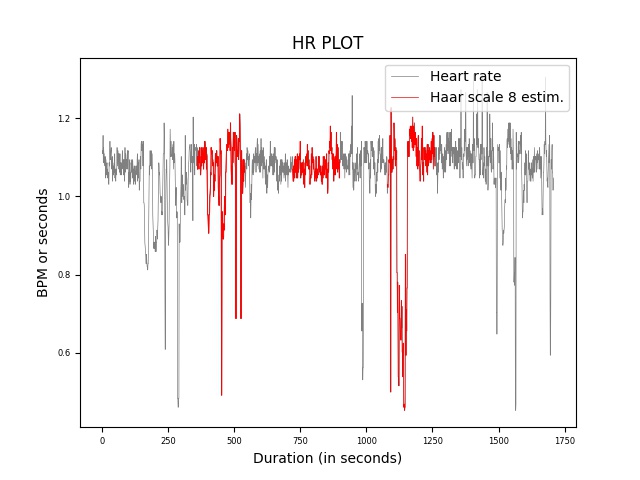 HR PLOT
Heart rate
Haar scale 8 estim.
1.2
1.0
0.8
0.6
BPM or seconds
0 250 500 750 1000 1250 1500 1750
Duration (in seconds)